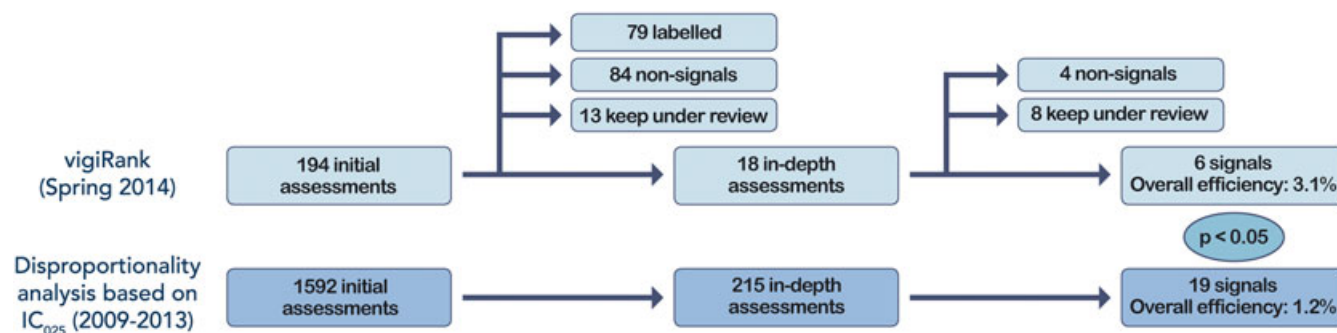 79 labelled
84 non-signals
13 keep under review
4 non-signals
8 keep under review
vigiRank
(Spring 2014)
194 initial
assessments
18 in-depth
assessments
6 signals
Overall efficiency: 3.1%
p < 0.05
Disproportionality
analysis based on
IC₀₂₅ (2009-2013)
1592 initial
assessments
215 in-depth
assessments
19 signals
Overall efficiency: 1.2%